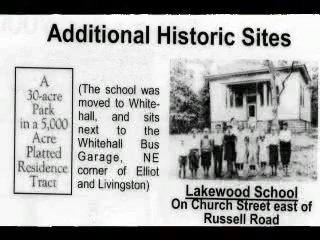 Additional Historic Sites
A
30-acre
Park
in a 5,000
Acre
Platted
Residence
Tract
(The school was
moved to White-
hall, and sits
next to the
Whitehall Bus
Garage, NE
corner of Elliot
and Livingston)
Lakewood School
On Church Street east of
Russell Road